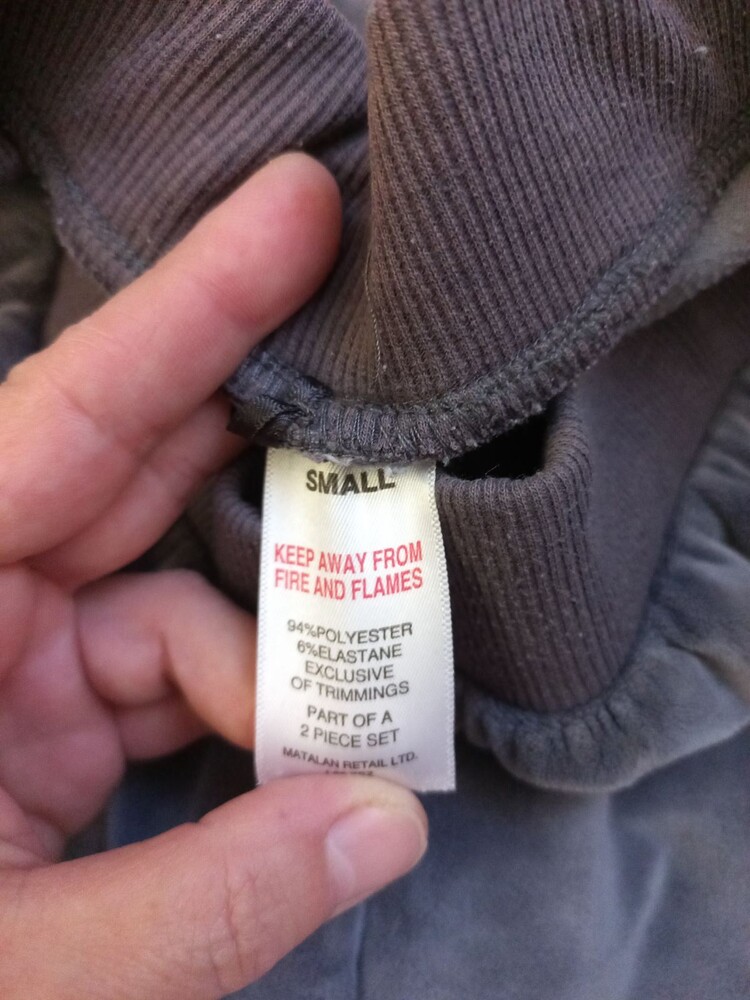 SMALL
KEEP AWAY FROM
FIRE AND FLAMES
94%POLYESTER
6%ELASTANE
EXCLUSIVE
OF TRIMMINGS
PART OF A
2 PIECE SET
MATALAN RETAIL LTD.